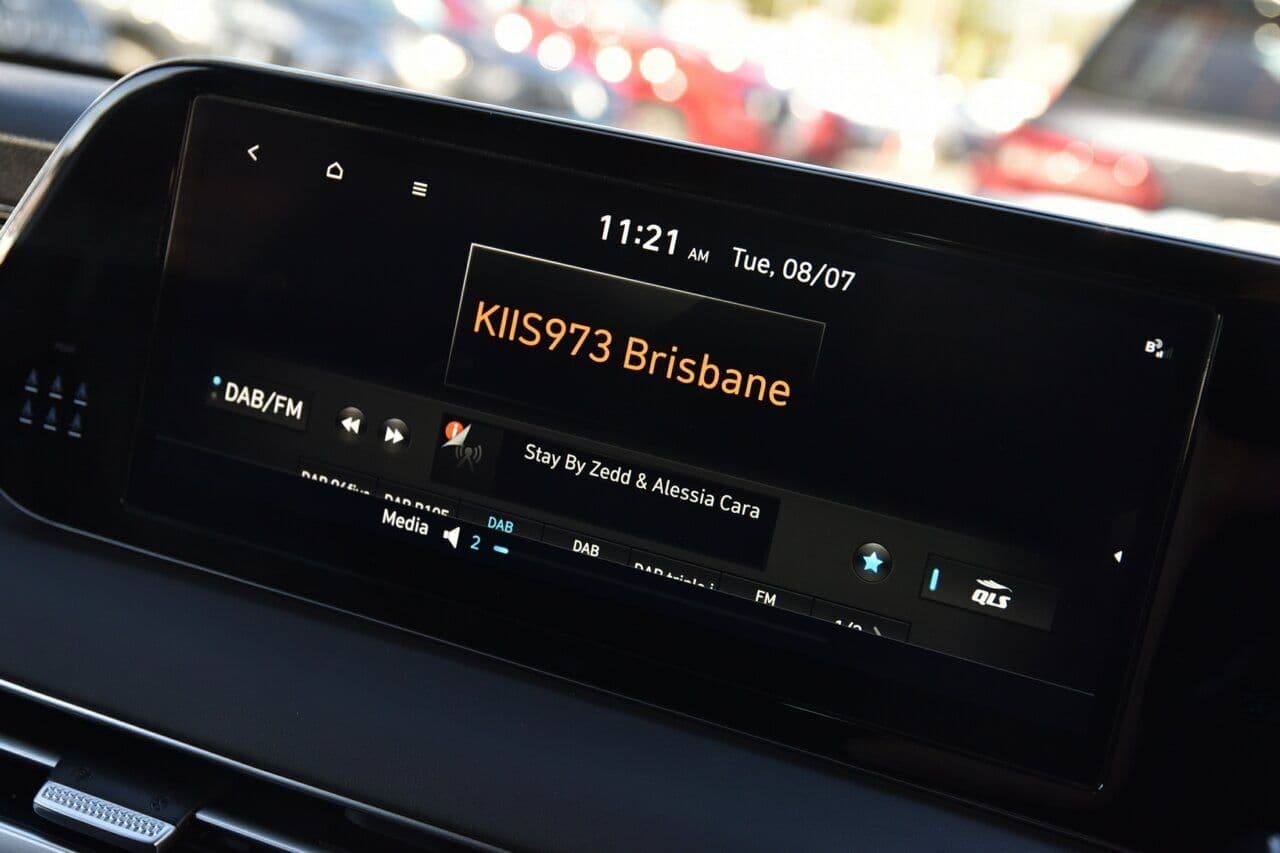 11:21 AM Tue, 08/07
KIIS973 Brisbane
DAB/FM
Stay By Zedd & Alessia Cara
Media 2
DAB
DAB
FM
QLS